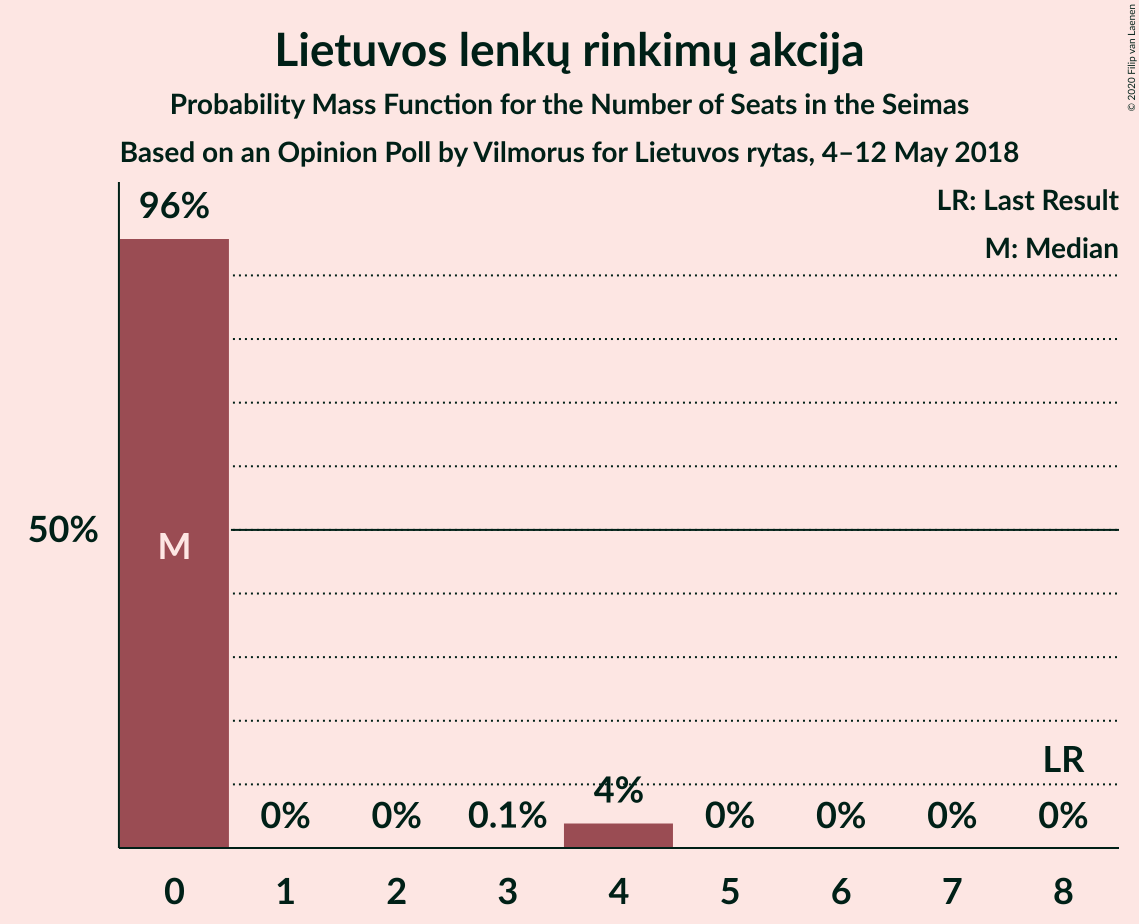 Lietuvos lenkų rinkimų akcija
Probability Mass Function for the Number of Seats in the Seimas
Based on an Opinion Poll by Vilmorus for Lietuvos rytas, 4–12 May 2018
© 2020 Filip van Laenen
LR: Last Result
M: Median
96%
50%
M
LR
0% 0% 0.1% 4% 0% 0% 0% 0%
0 1 2 3 4 5 6 7 8